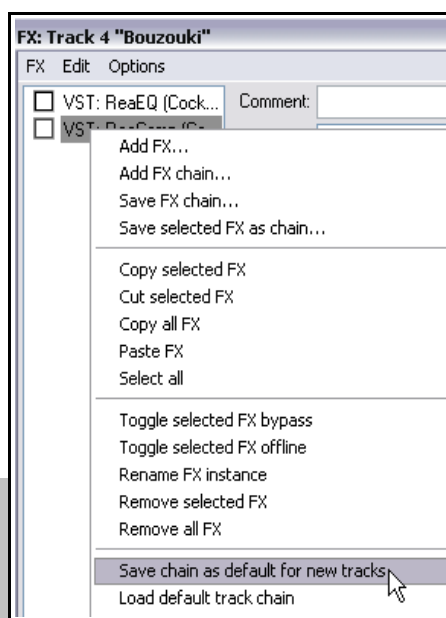 FX: Track 4 "Bouzouki"
FX Edit Options
VST: ReaEQ (Cock... Comment:
VST:
Add FX...
Add FX chain...
Save FX chain...
Save selected FX as chain...
Copy selected FX
Cut selected FX
Copy all FX
Paste FX
Select all
Toggle selected FX bypass
Toggle selected FX offline
Rename FX instance
Remove selected FX
Remove all FX
Save chain as default for new tracks
Load default track chain